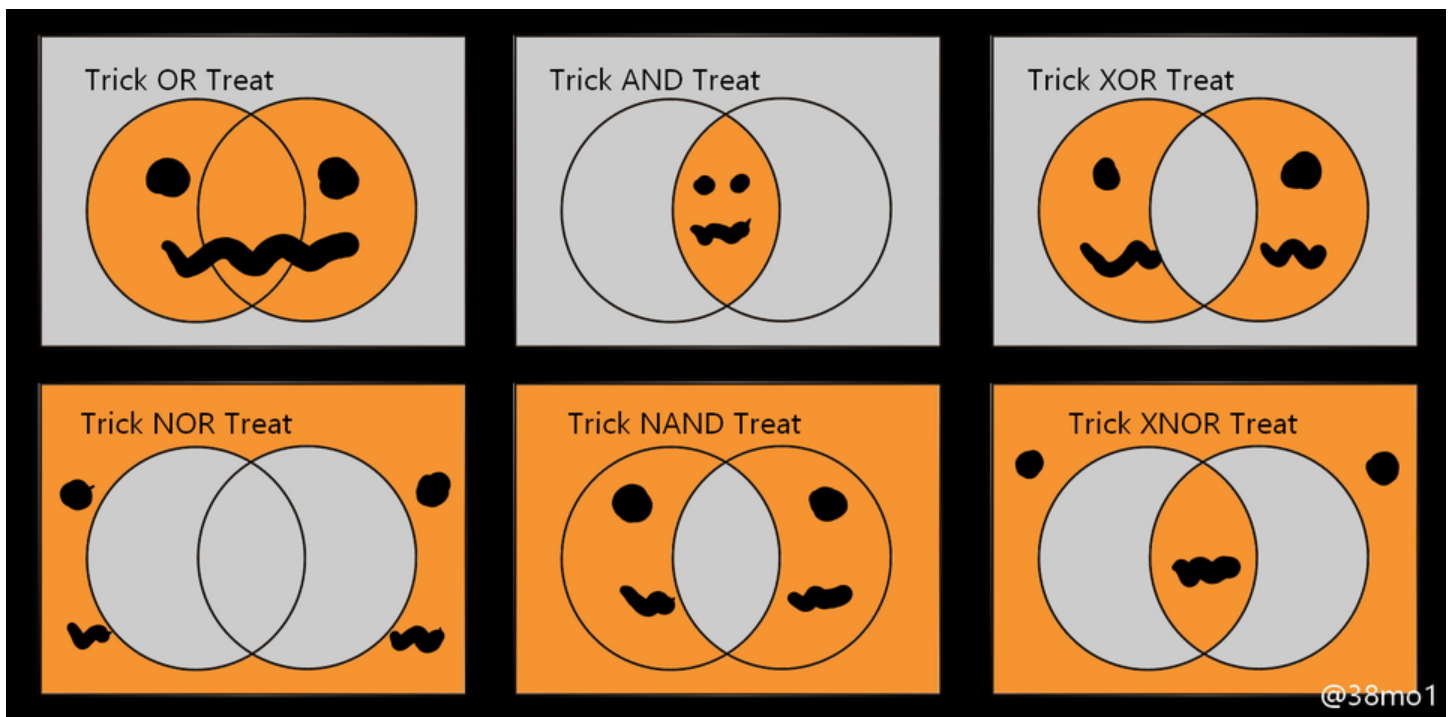 Trick OR Treat
Trick AND Treat
Trick XOR Treat
Trick NOR Treat
Trick NAND Treat
Trick XNOR Treat
@38mo1